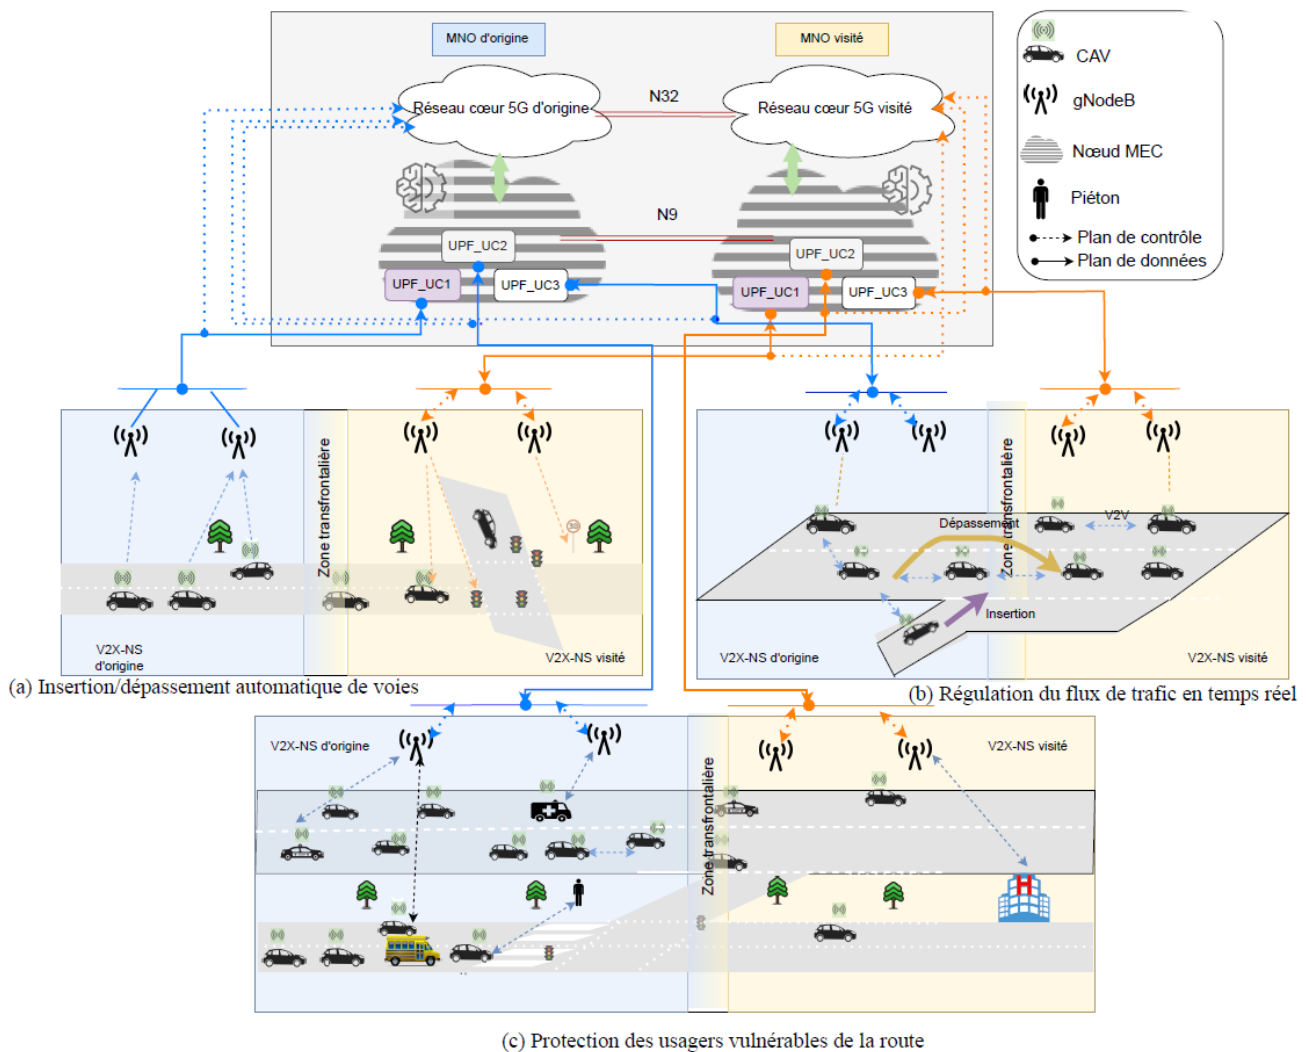 MNO d'origine
MNO visité
Réseau cœur 5G d'origine
N32
Réseau cœur 5G visité
N9
UPF_UC2
UPF_UC1
UPF_UC3
UPF_UC2
UPF_UC1
UPF_UC3
CAV
gNodeB
Nœud MEC
Piéton
Plan de contrôle
Plan de données
Zone transfrontalière
30
V2X-NS
d'origine
V2X-NS visité
(a) Insertion/dépassement automatique de voies
Zone transfrontalière
Dépassement
V2V
Insertion
V2X-NS d'origine
V2X-NS visité
(b) Régulation du flux de trafic en temps réel
V2X-NS d'origine
Zone transfrontalière
V2X-NS visité
H
(c) Protection des usagers vulnérables de la route